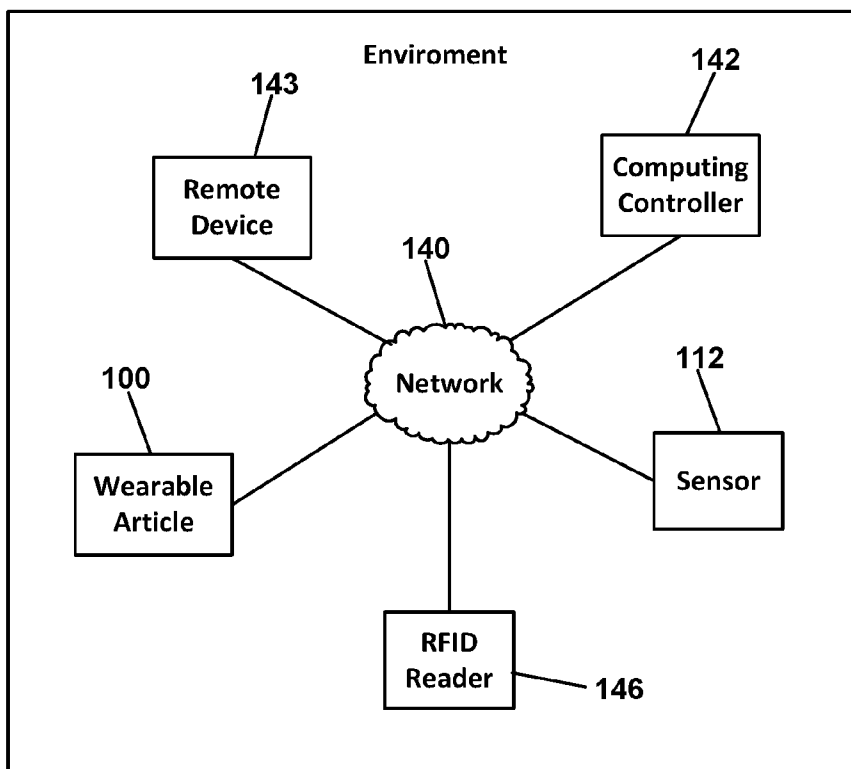 Enviroment
143
142
Remote
Device
Computing
Controller
140
Network
100
112
Wearable
Article
Sensor
RFID
Reader
146